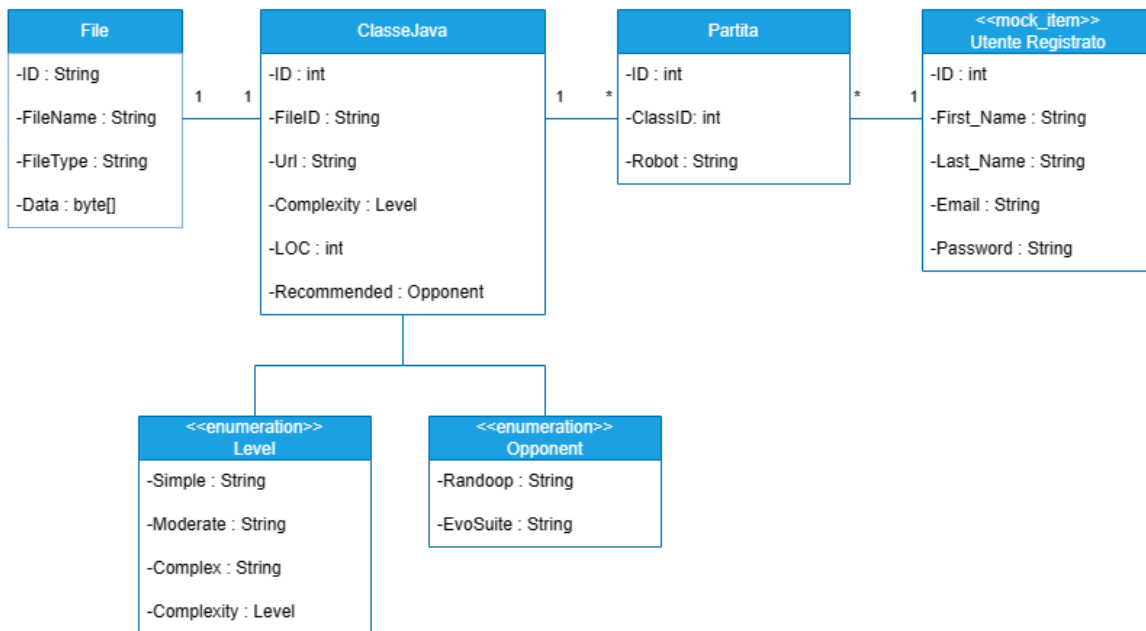 File
-ID : String
-FileName : String
-FileType : String
-Data : byte[]
1
1
ClasseJava
-ID : int
-FileID : String
-Url : String
-Complexity : Level
-LOC : int
-Recommended : Opponent
1
*
Partita
-ID : int
-ClassID: int
-Robot : String
*
1
<<mock_item>>
Utente Registrato
-ID : int
-First_Name : String
-Last_Name : String
-Email : String
-Password : String
<<enumeration>>
Level
-Simple : String
-Moderate : String
-Complex : String
-Complexity : Level
<<enumeration>>
Opponent
-Randoop : String
-EvoSuite : String